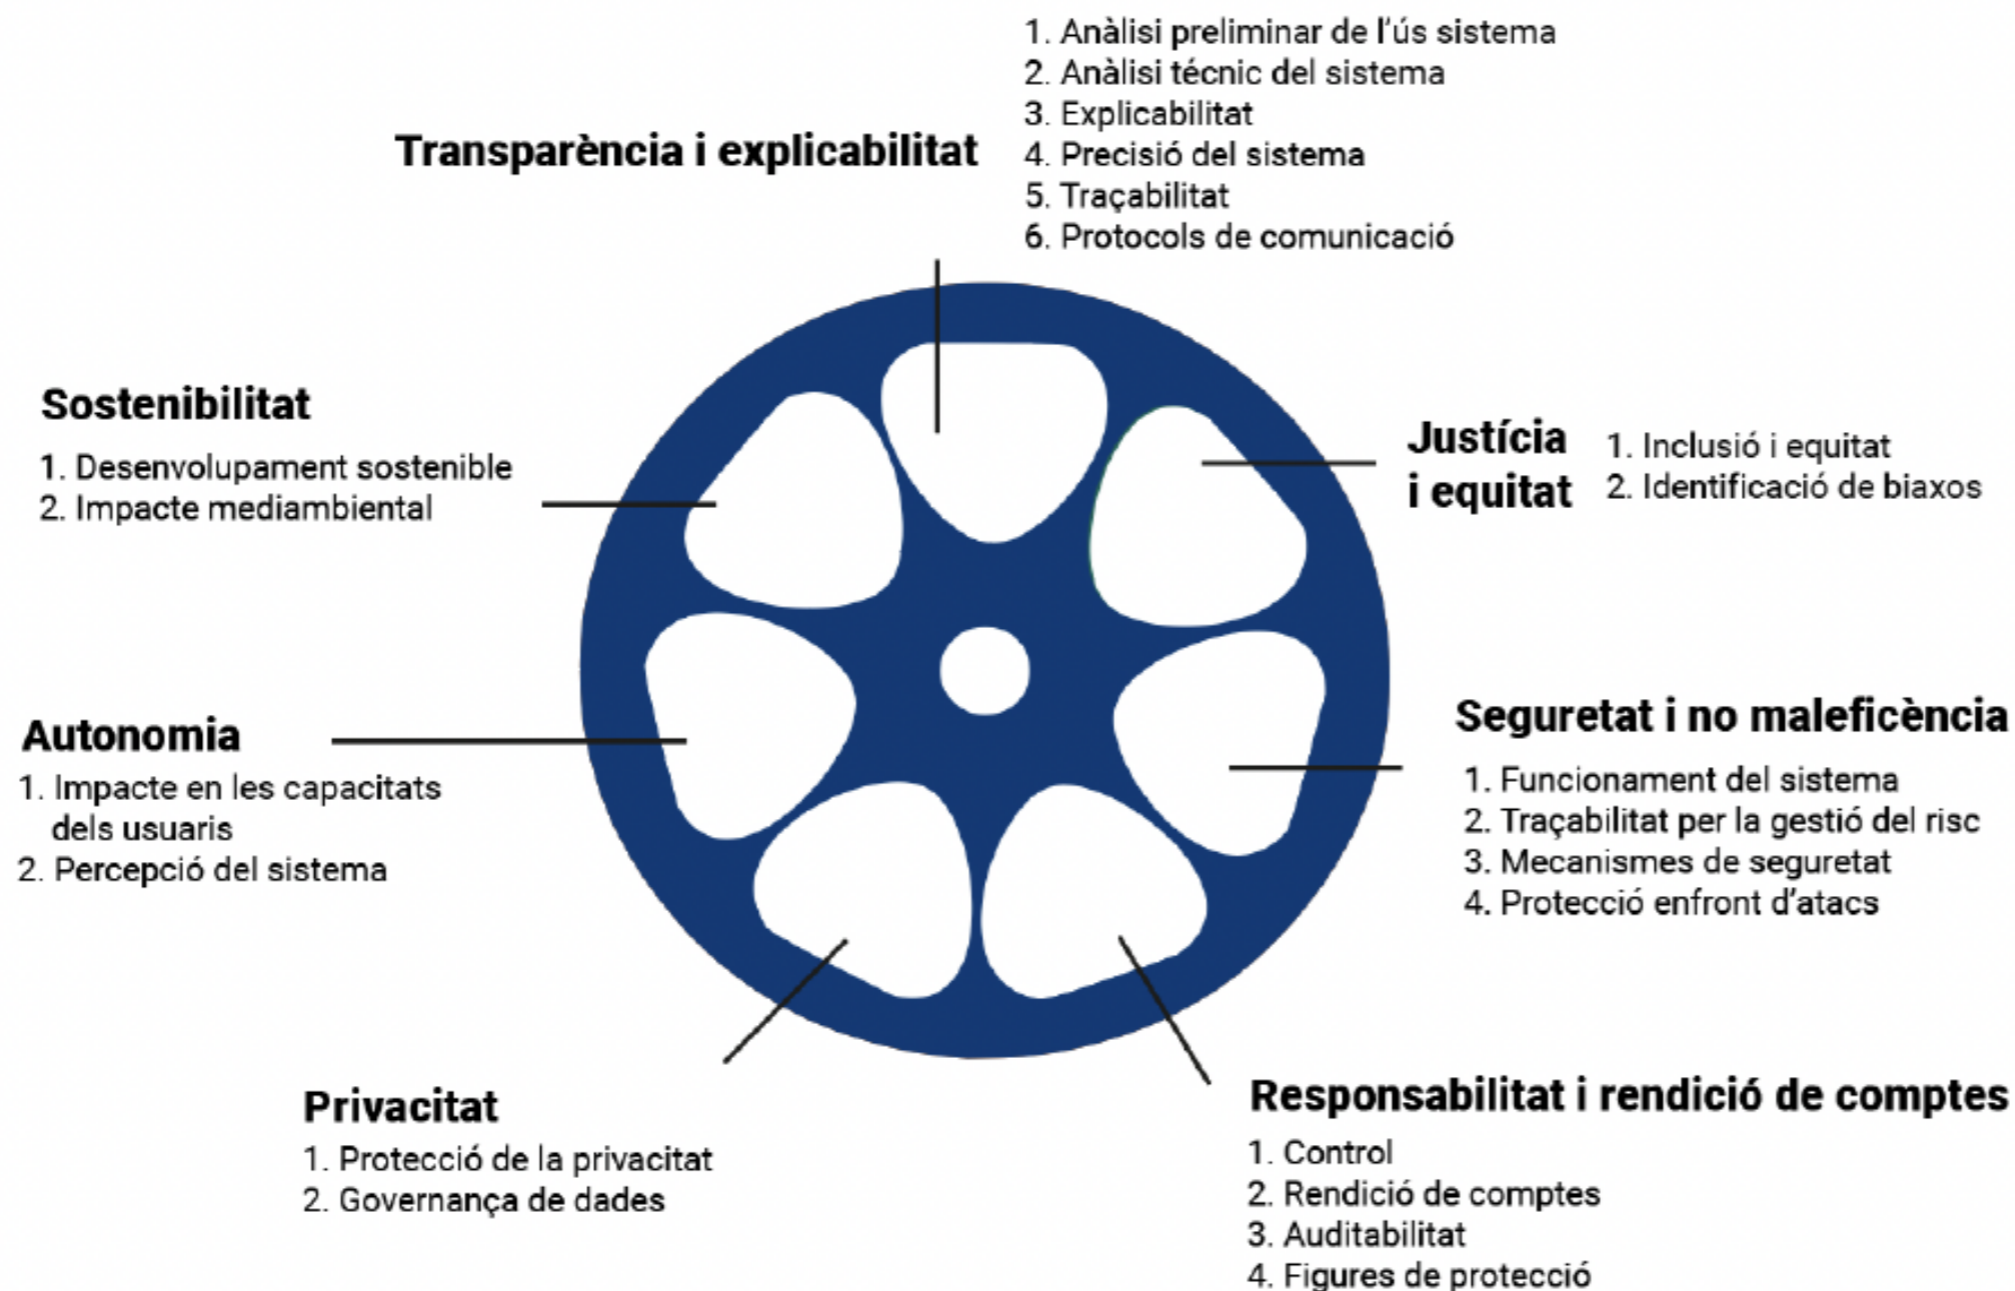 Transparència i explicabilitat
1. Anàlisi preliminar de l'ús sistema
2. Anàlisi técnic del sistema
3. Explicabilitat
4. Precisió del sistema
5. Traçabilitat
6. Protocols de comunicació
Justícia
i equitat
1. Inclusió i equitat
2. Identificació de biaxos
Seguretat i no maleficència
1. Funcionament del sistema
2. Traçabilitat per la gestió del risc
3. Mecanismes de seguretat
4. Protecció enfront d'atacs
Responsabilitat i rendició de comptes
1. Control
2. Rendició de comptes
3. Auditabilitat
4. Figures de protecció
Privacitat
1. Protecció de la privacitat
2. Governança de dades
Autonomia
1. Impacte en les capacitats
dels usuaris
2. Percepció del sistema
Sostenibilitat
1. Desenvolupament sostenible
2. Impacte mediambiental